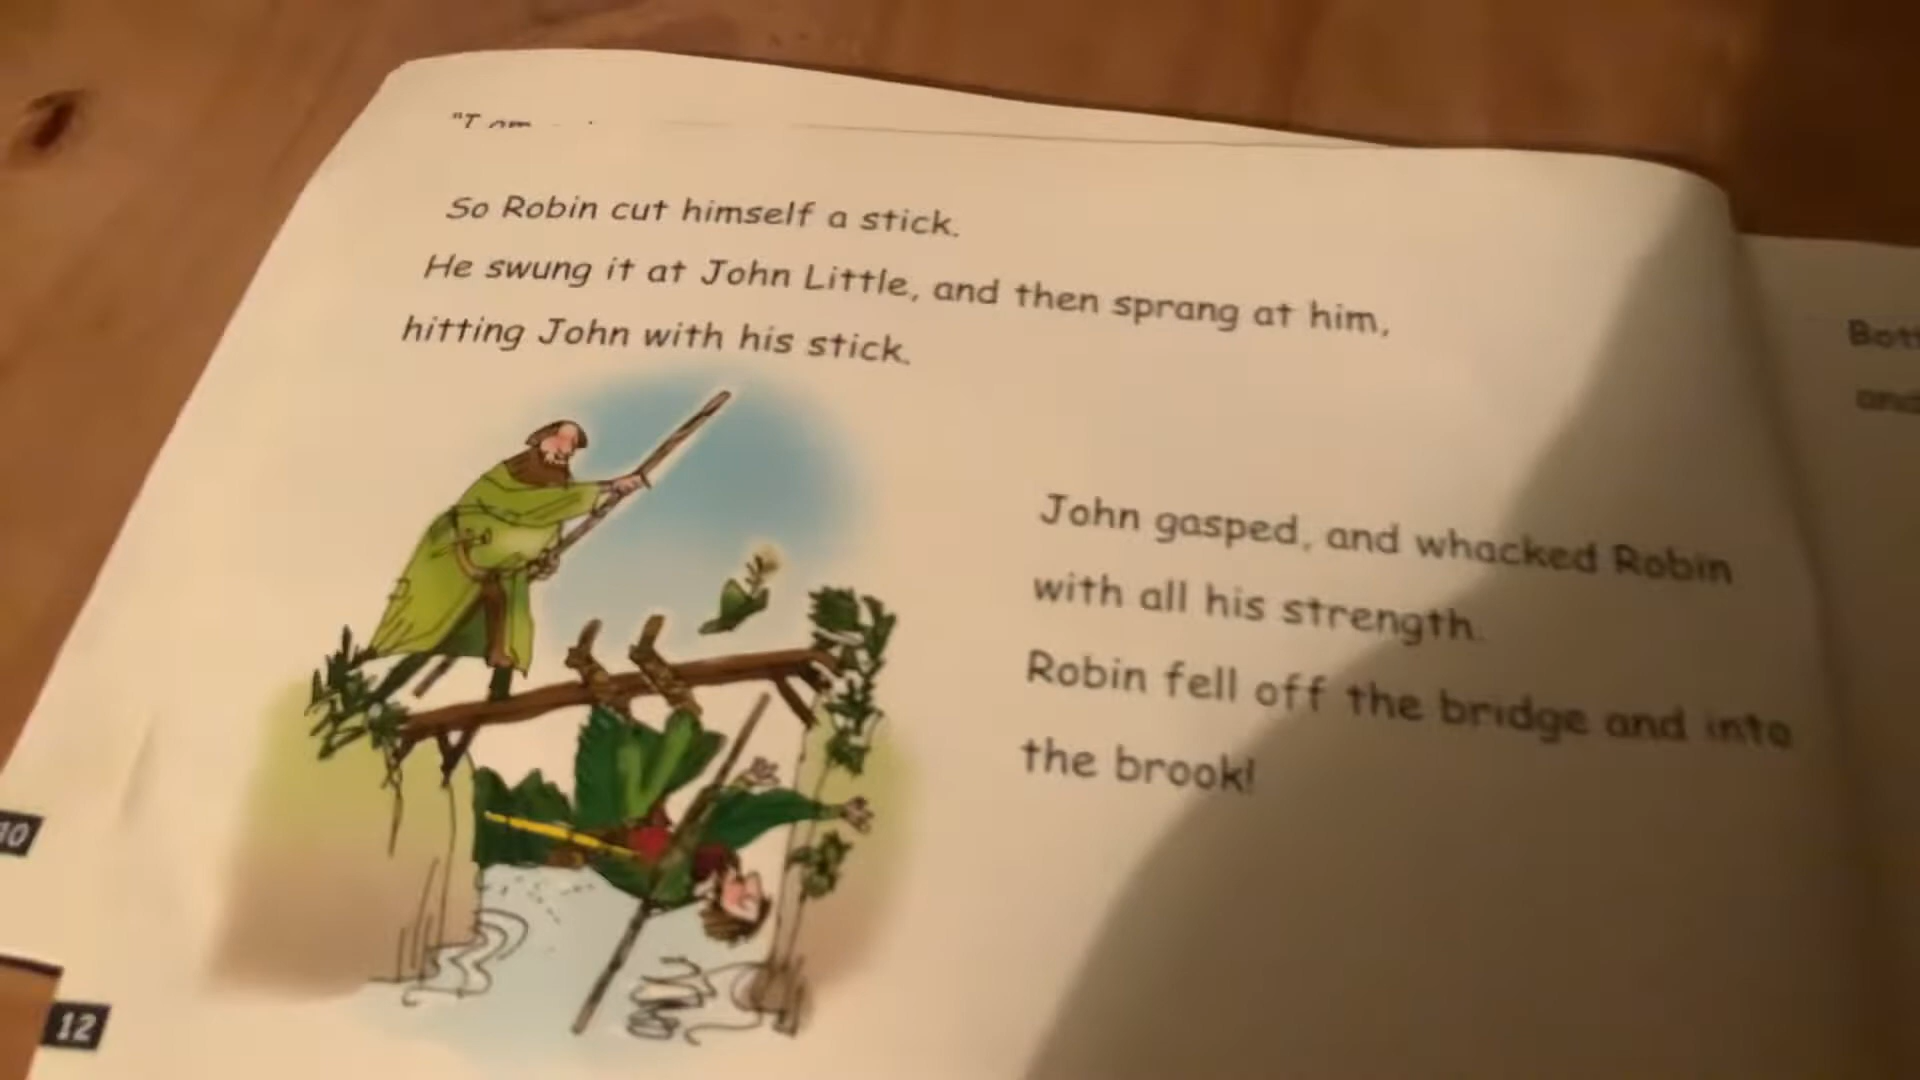 "I am
So Robin cut himself a stick.
He swung it at John Little, and then sprang at him,
hitting John with his stick.
John gasped, and whacked Robin
with all his strength.
Robin fell off the bridge and into
the brook!
and
10
12